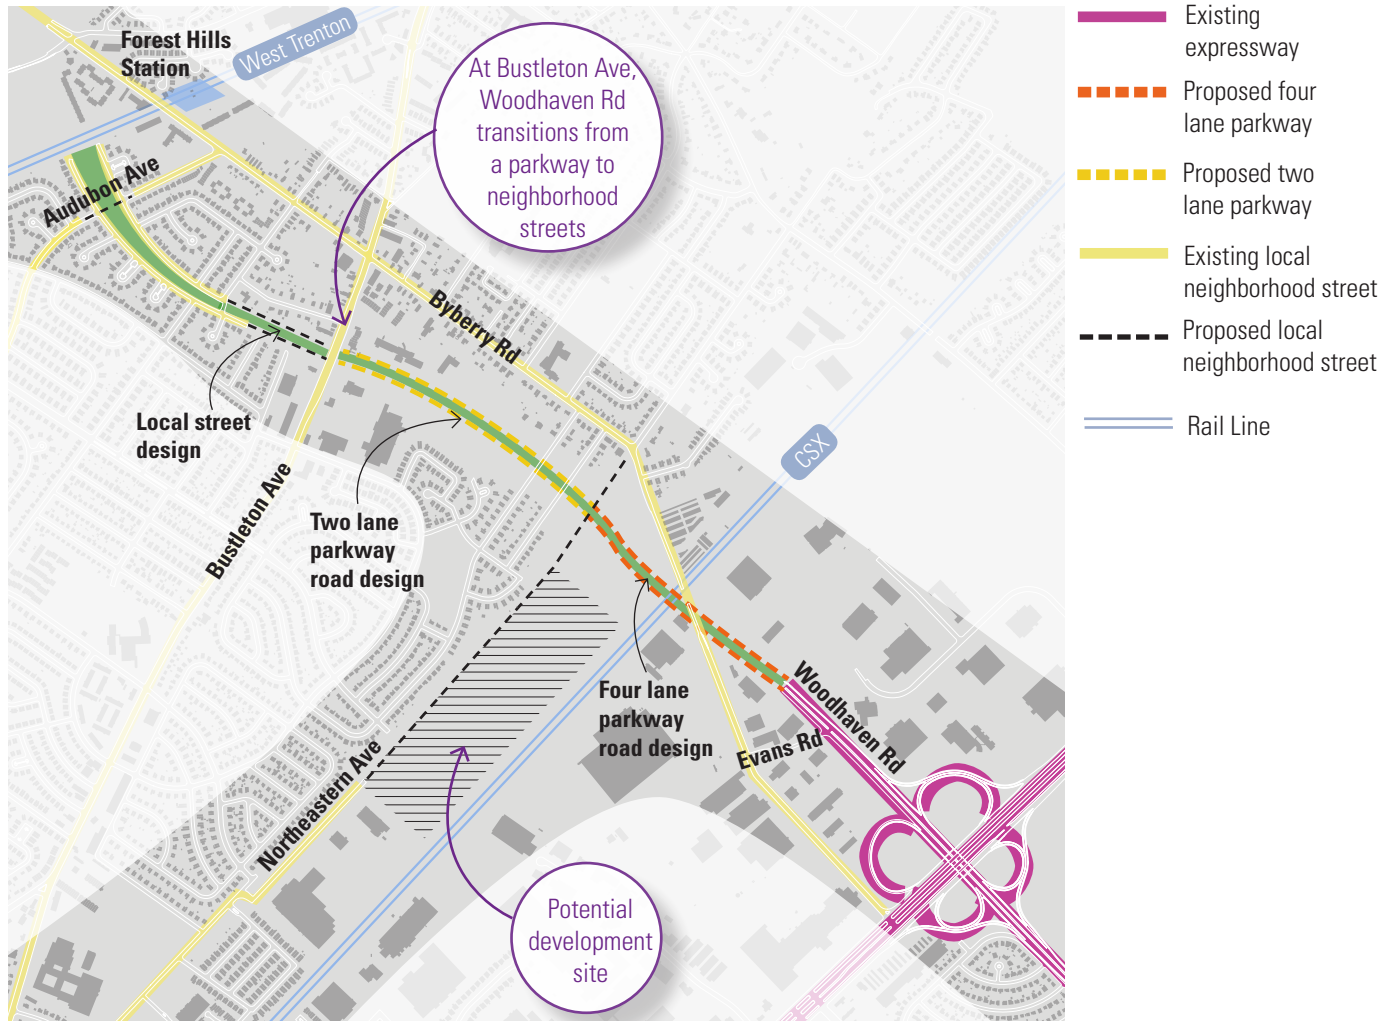 Forest Hills
Station
West Trenton
At Bustleton Ave,
Woodhaven Rd
transitions from
a parkway to
neighborhood
streets
Audubon Ave
Byberry Rd
Local street
design
Bustleton Ave
CSX
Two lane
parkway
road design
Four lane
parkway
road design
Woodhaven Rd
Evans Rd
Northeastern Ave
Potential
development
site
Existing
expressway
Proposed four
lane parkway
Proposed two
lane parkway
Existing local
neighborhood street
Proposed local
neighborhood street
Rail Line